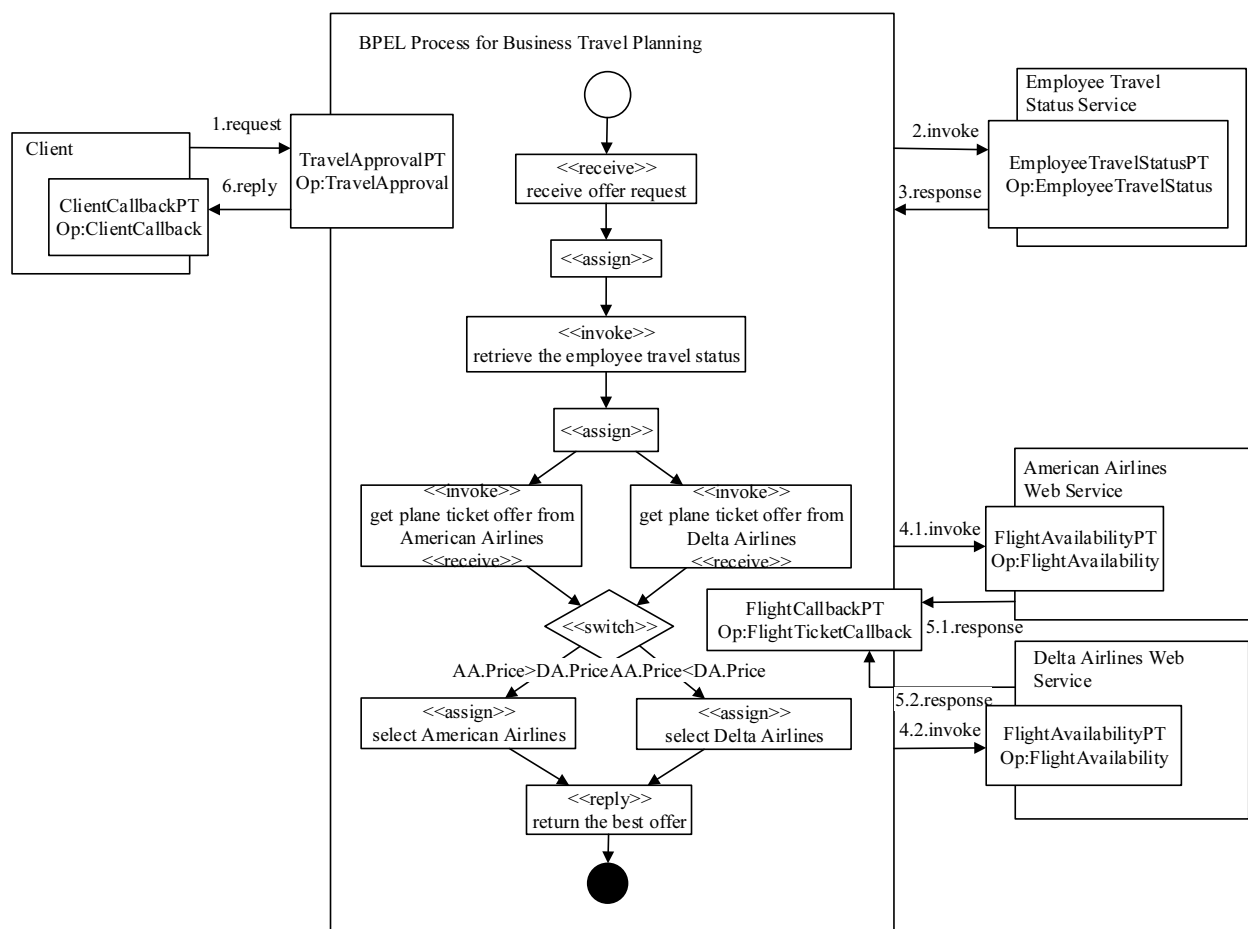 BPEL Process for Business Travel Planning
Client
1.request
6.reply
ClientCallbackPT
Op:ClientCallback
TravelApprovalPT
Op:TravelApproval
<<receive>>
receive offer request
<<assign>>
<<invoke>>
retrieve the employee travel status
<<assign>>
<<invoke>>
get plane ticket offer from
American Airlines
<<receive>>
<<invoke>>
get plane ticket offer from
Delta Airlines
<<receive>>
<<switch>>
AA.Price>DA.Price
AA.Price<DA.Price
<<assign>>
select American Airlines
<<assign>>
select Delta Airlines
<<reply>>
return the best offer
2.invoke
3.response
Employee Travel
Status Service
EmployeeTravelStatusPT
Op:EmployeeTravelStatus
American Airlines
Web Service
4.1.invoke
FlightAvailabilityPT
Op:FlightAvailability
FlightCallbackPT
Op:FlightTicketCallback
5.1.response
Delta Airlines Web
Service
5.2.response
4.2.invoke
FlightAvailabilityPT
Op:FlightAvailability